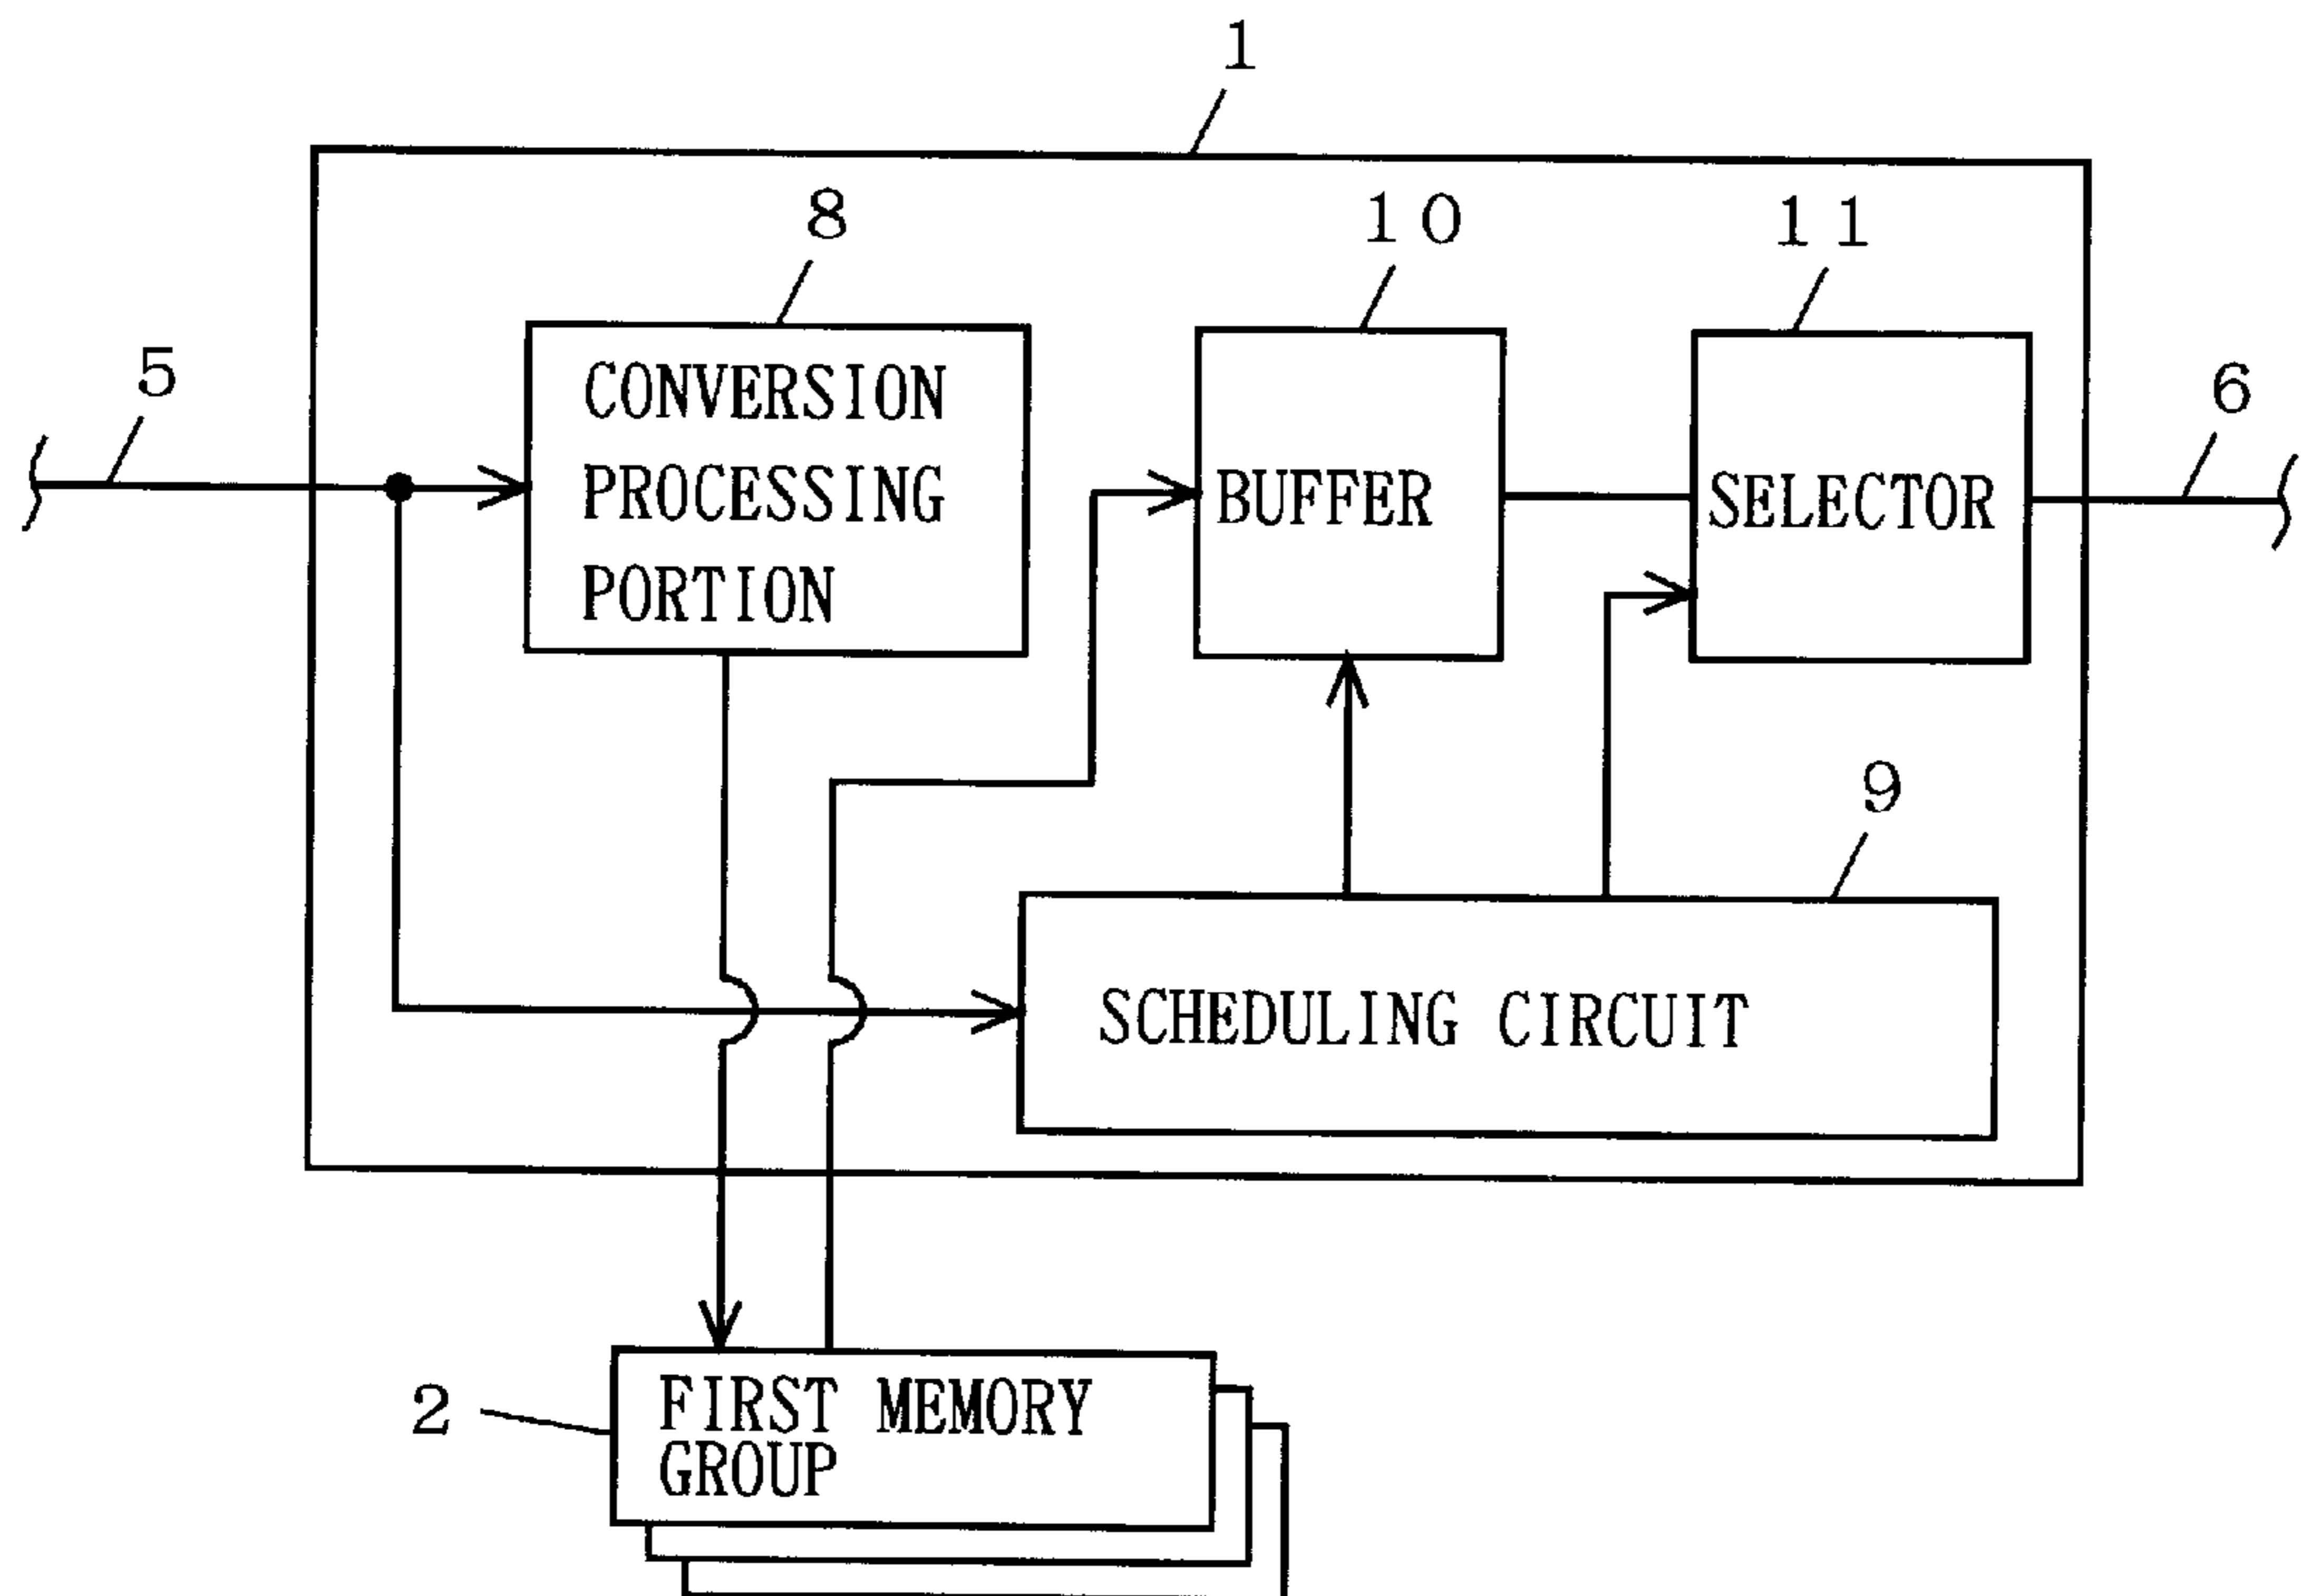 1
8
10
11
5
6
CONVERSION
PROCESSING
PORTION
BUFFER
SELECTOR
9
SCHEDULING CIRCUIT
2
FIRST MEMORY
GROUP